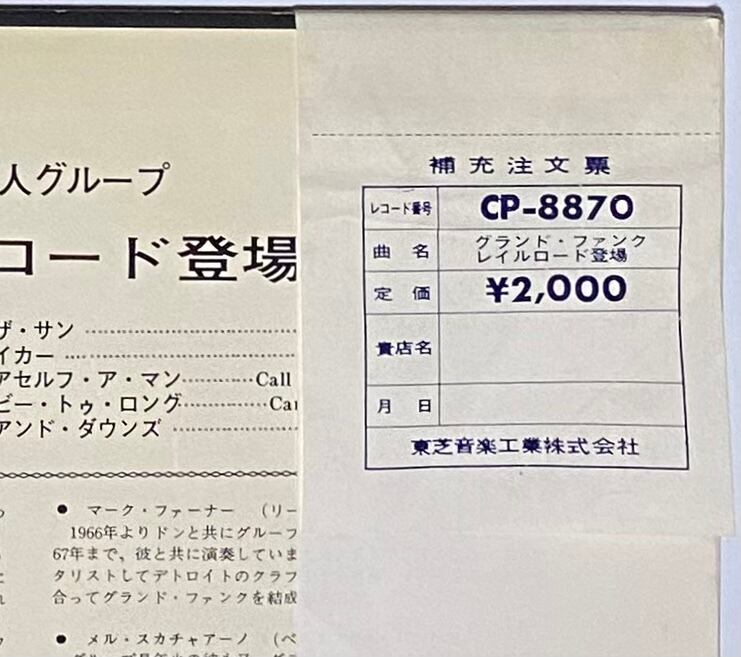 人グループ
コード登場
ザ・サン
イカー
アセルフ・ア・マン Call
ビー・トゥ・ロング Ca
アンド・ダウンズ
● マーク・ファーナー (リー
1966年よりドンと共にグループ
67年まで、彼と共に演奏していま
タリストしてデトロイトのクラブ
合ってグランド・ファンクを結成
● メル・スカチャアーノ (ベ
補充注文票
レコード番号 CP-8870
曲名 グランド・ファンク
レイルロード登場
定価 ¥2,000
貴店名
月日
東芝音楽工業株式会社